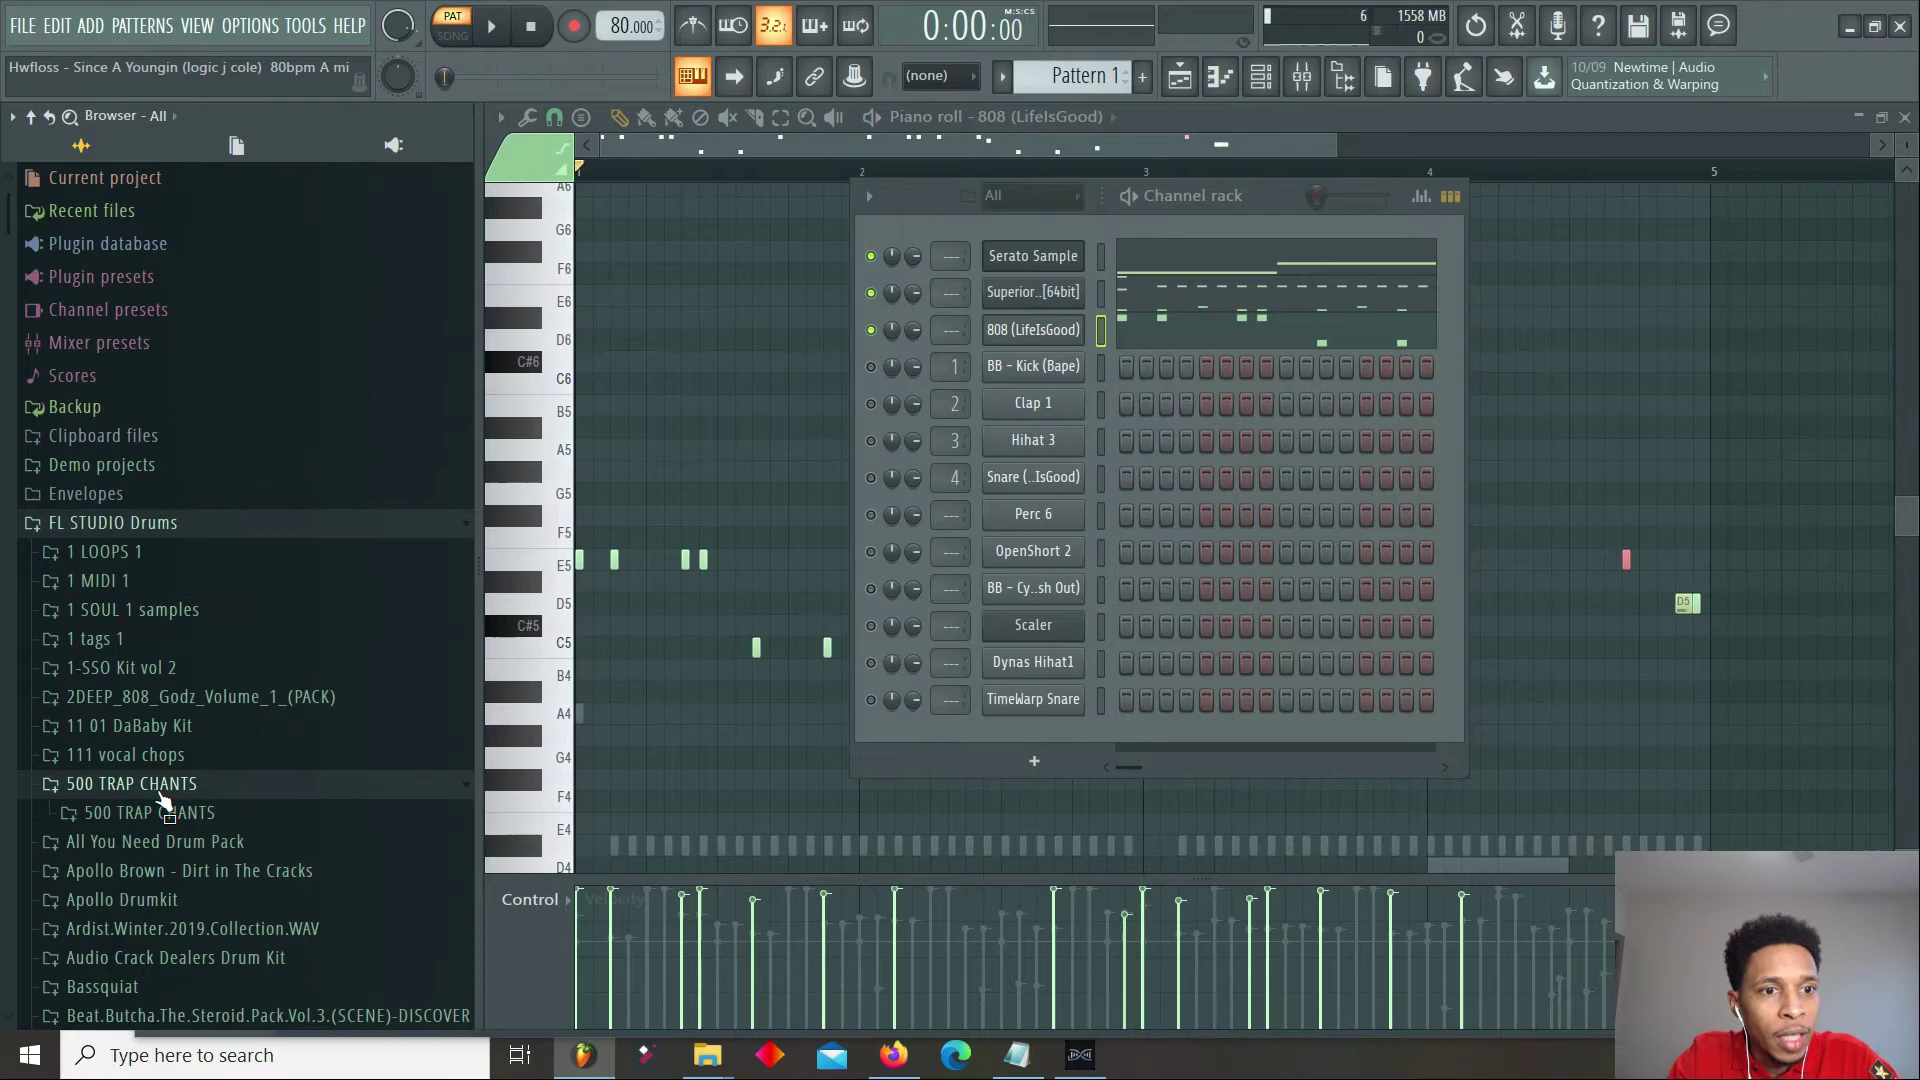 FILE EDIT ADD PATTERNS VIEW OPTIONS TOOLS HELP
PAT
SONG
80.000
3.2.
0:00:00
M:S:CS
6
1558 MB
0
Hwfloss - Since A Youngin (logic j cole) 80bpm A mi
(none)
Pattern 1
+
10/09 Newtime | Audio
Quantization & Warping
Browser - All
Piano roll - 808 (LifeIsGood)
Current project
Recent files
Plugin database
Plugin presets
Channel presets
Mixer presets
Scores
Backup
Clipboard files
Demo projects
Envelopes
FL STUDIO Drums
1 LOOPS 1
1 MIDI 1
1 SOUL 1 samples
1 tags 1
1-SSO Kit vol 2
2DEEP_808_Godz_Volume_1_(PACK)
11 01 DaBaby Kit
111 vocal chops
500 TRAP CHANTS
500 TRAP CHANTS
All You Need Drum Pack
Apollo Brown - Dirt in The Cracks
Apollo Drumkit
Ardist.Winter.2019.Collection.WAV
Audio Crack Dealers Drum Kit
Bassquiat
Beat.Butcha.The.Steroid.Pack.Vol.3.(SCENE)-DISCOVER
2
3
4
5
A6
G6
F6
E6
D6
C#6
C6
B5
A5
G5
F5
E5
D5
C#5
C5
B4
A4
G4
F4
E4
D4
D5
All
Channel rack
--- Serato Sample
--- Superior..[64bit]
--- 808 (LifeIsGood)
1 BB - Kick (Bape)
2 Clap 1
3 Hihat 3
4 Snare (..IsGood)
--- Perc 6
--- OpenShort 2
--- BB - Cy..sh Out)
--- Scaler
--- Dynas Hihat1
--- TimeWarp Snare
+
Control
Velocity
Type here to search